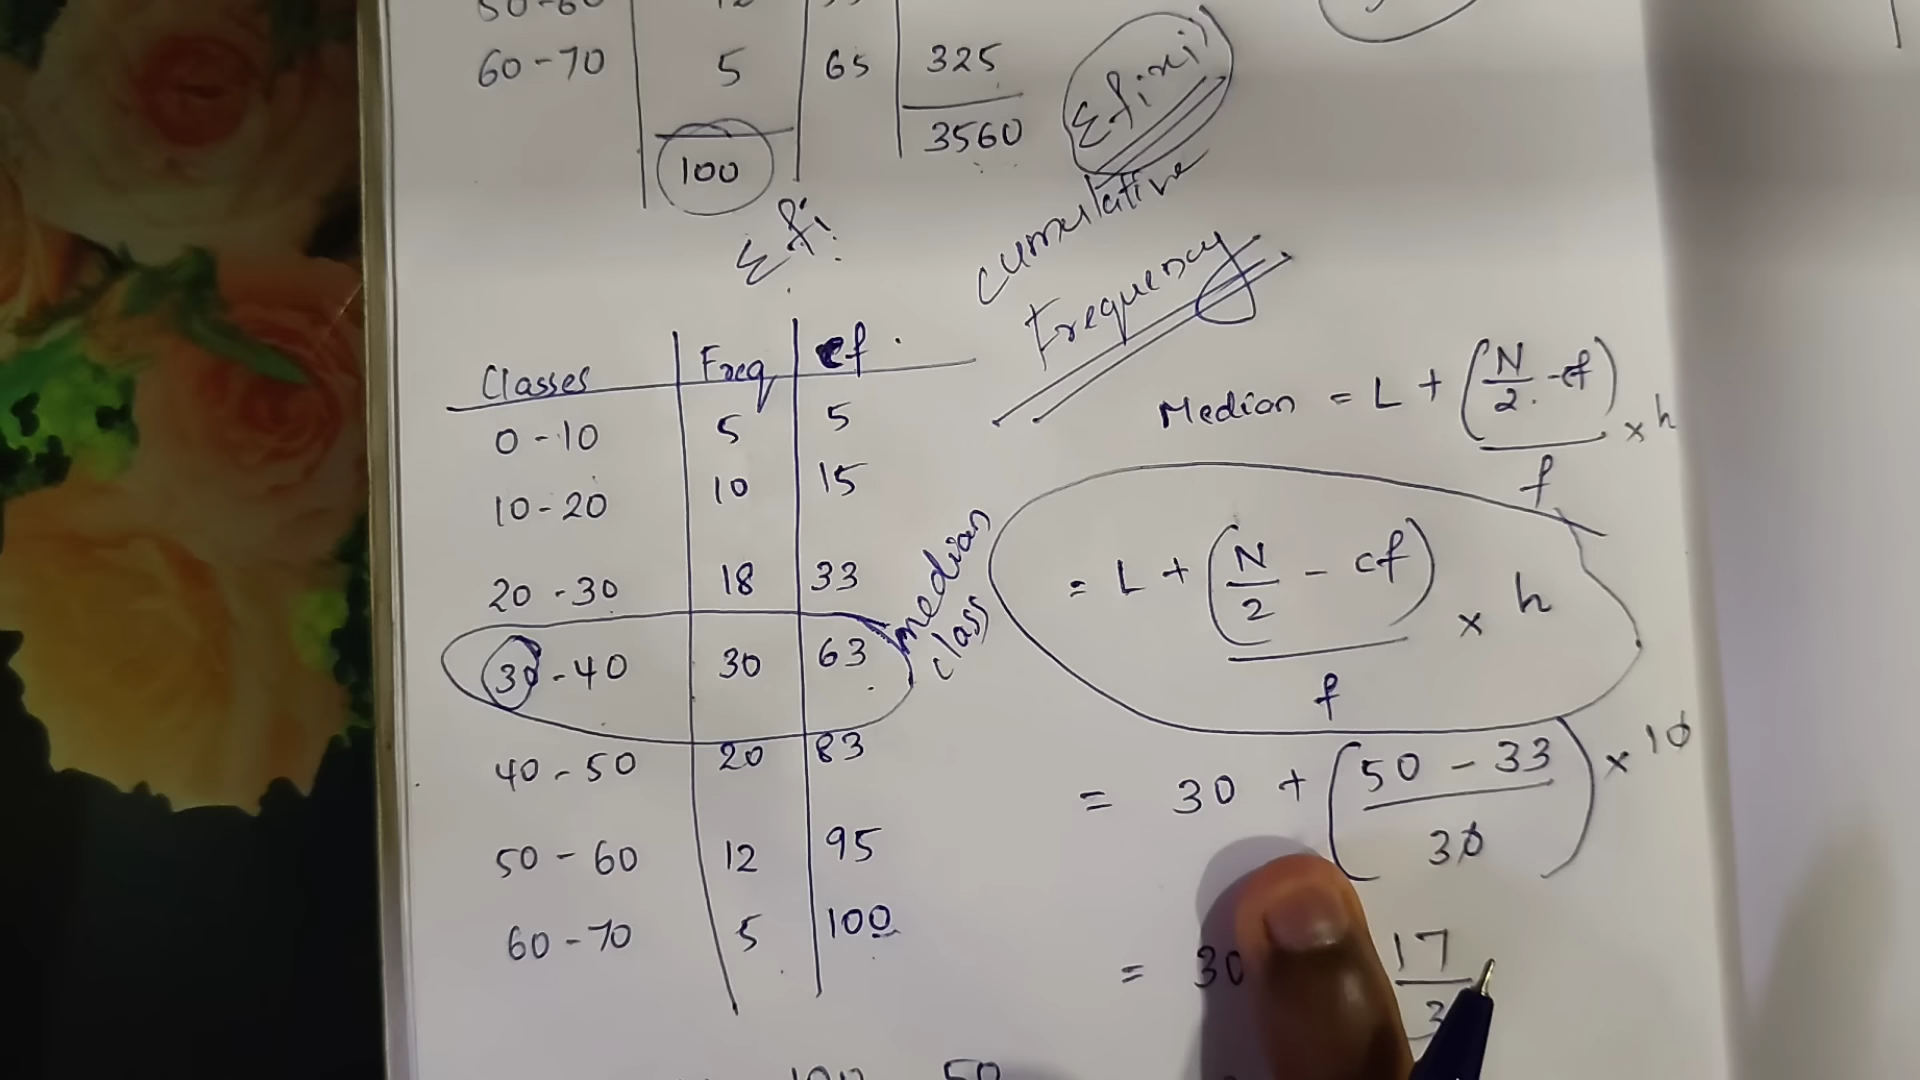 60-70 5 65 325
100 3560
Σfixi
Σfi
cumulative
Frequency
Classes Freq cf
0-10 5 5
10-20 10 15
20-30 18 33
30-40 30 63
40-50 20 83
50-60 12 95
60-70 5 100
median
class
Median = L + (N/2 - cf)/f × h
= L + (N/2 - cf)/f × h
= 30 + (50-33/30) × 10
= 30 17/3